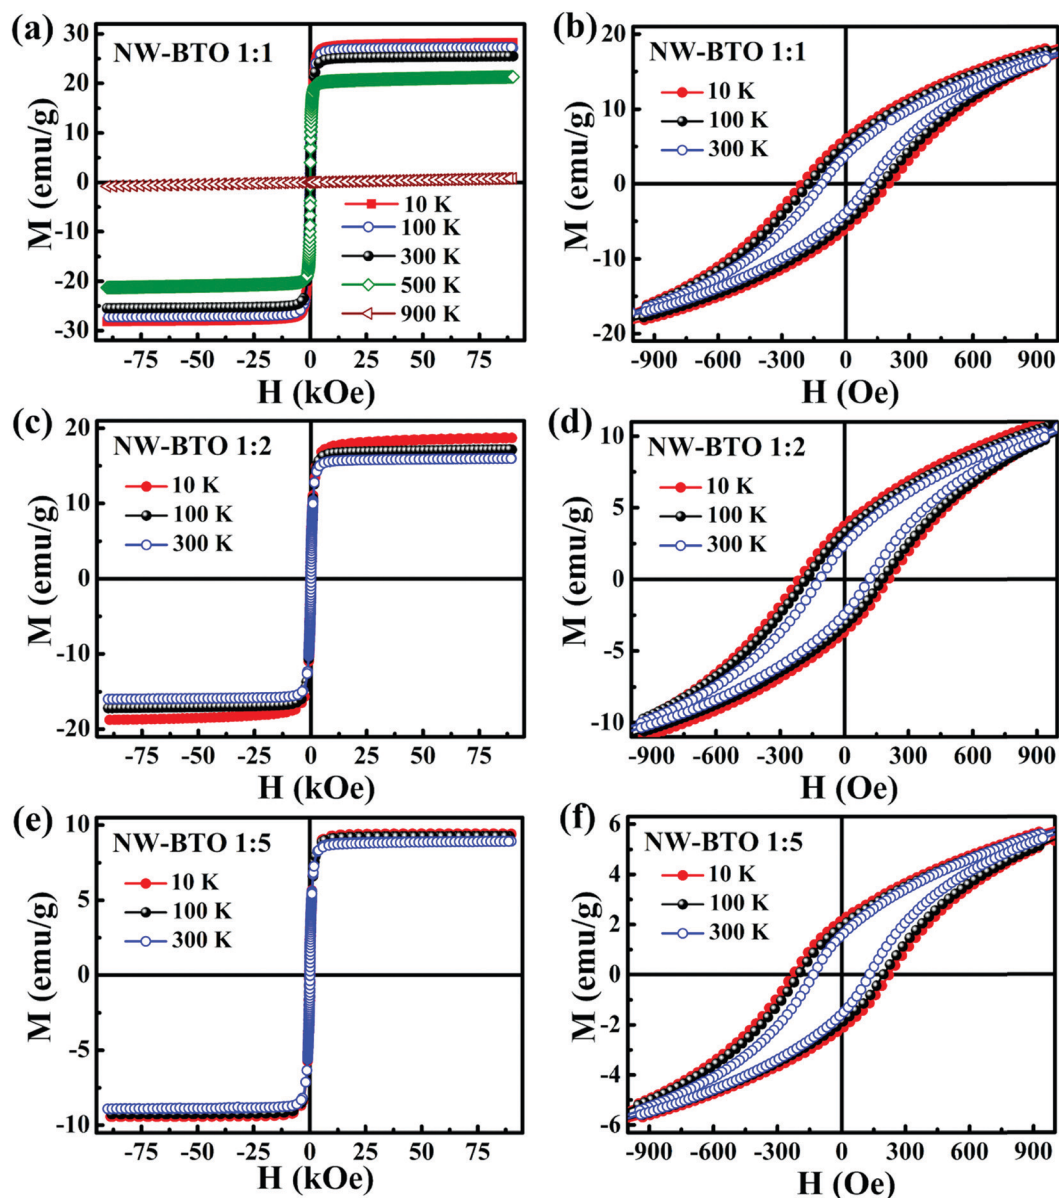 (a)
NW-BTO 1:1
M (emu/g)
30
20
10
0
-10
-20
-30
10 K
100 K
300 K
500 K
900 K
-75 -50 -25 0 25 50 75
H (kOe)
(b)
NW-BTO 1:1
M (emu/g)
20
10
0
-10
-20
10 K
100 K
300 K
-900 -600 -300 0 300 600 900
H (Oe)
(c)
NW-BTO 1:2
M (emu/g)
20
10
0
-10
-20
10 K
100 K
300 K
-75 -50 -25 0 25 50 75
H (kOe)
(d)
NW-BTO 1:2
M (emu/g)
10
5
0
-5
-10
10 K
100 K
300 K
-900 -600 -300 0 300 600 900
H (Oe)
(e)
NW-BTO 1:5
M (emu/g)
10
5
0
-5
-10
10 K
100 K
300 K
-75 -50 -25 0 25 50 75
H (kOe)
(f)
NW-BTO 1:5
M (emu/g)
6
4
2
0
-2
-4
-6
10 K
100 K
300 K
-900 -600 -300 0 300 600 900
H (Oe)